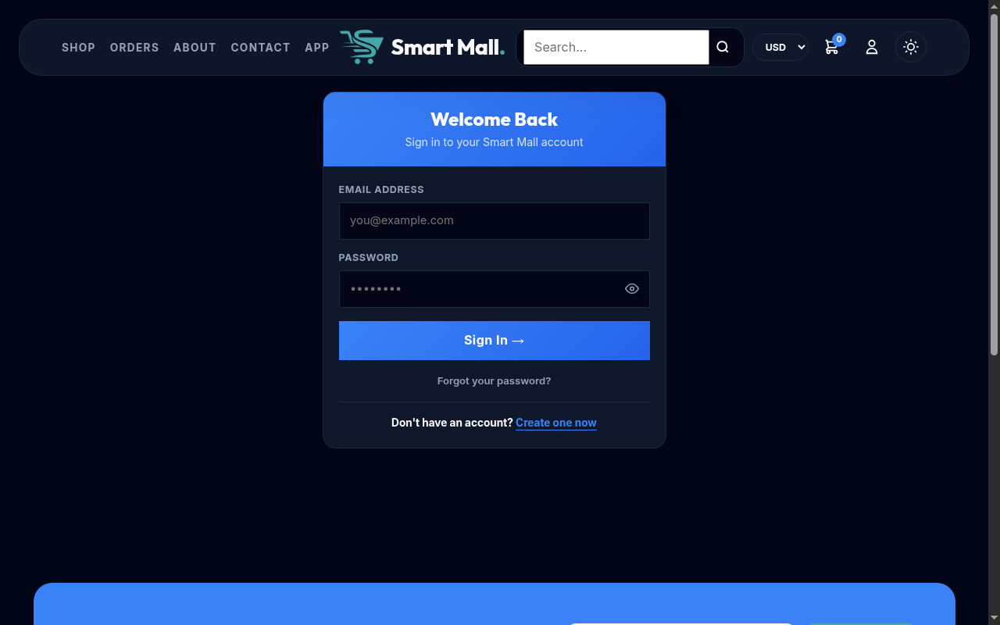 SHOP ORDERS ABOUT CONTACT APP Smart Mall. Search... USD 0
Welcome Back
Sign in to your Smart Mall account
EMAIL ADDRESS
you@example.com
PASSWORD
••••••••
Sign In →
Forgot your password?
Don't have an account? Create one now